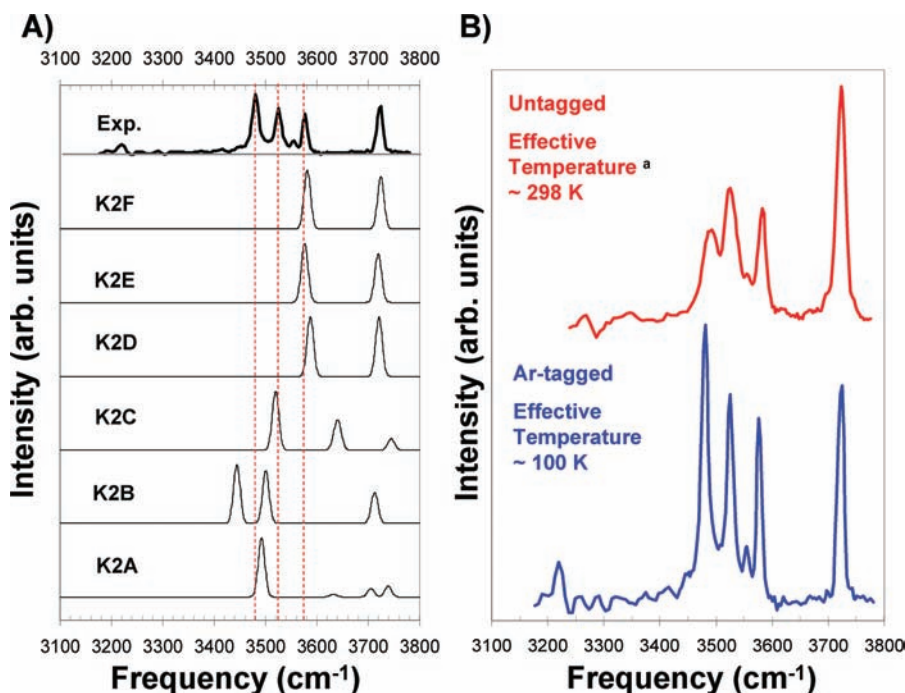 A)
3100 3200 3300 3400 3500 3600 3700 3800
Exp.
K2F
K2E
K2D
K2C
K2B
K2A
3100 3200 3300 3400 3500 3600 3700 3800
Frequency (cm-1)
Intensity (arb. units)
B)
Untagged
Effective
Temperature a
~ 298 K
Ar-tagged
Effective
Temperature
~ 100 K
3100 3200 3300 3400 3500 3600 3700 3800
Frequency (cm-1)
Intensity (arb. units)